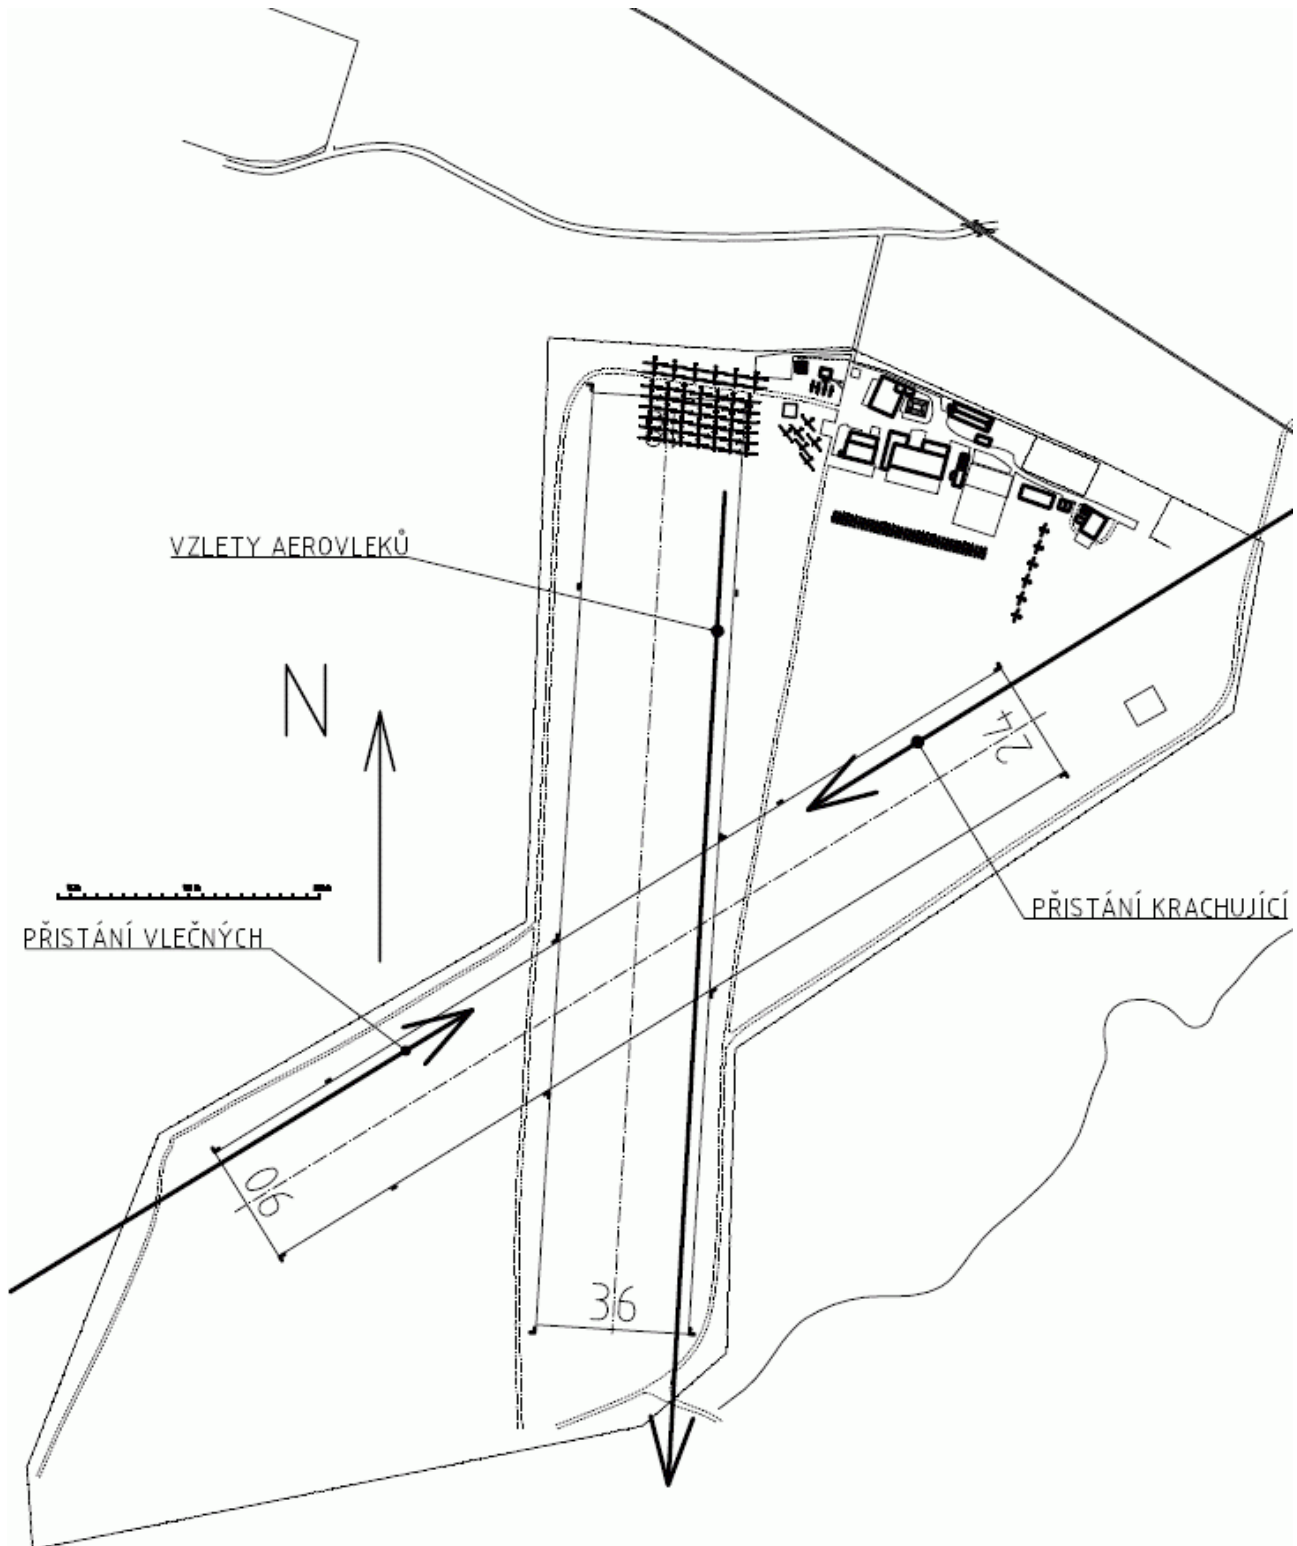 VZLETY AEROVLEKŮ
N
24
PŘISTÁNÍ KRACHUJÍCÍ
PŘISTÁNÍ VLEČNÝCH
06
36